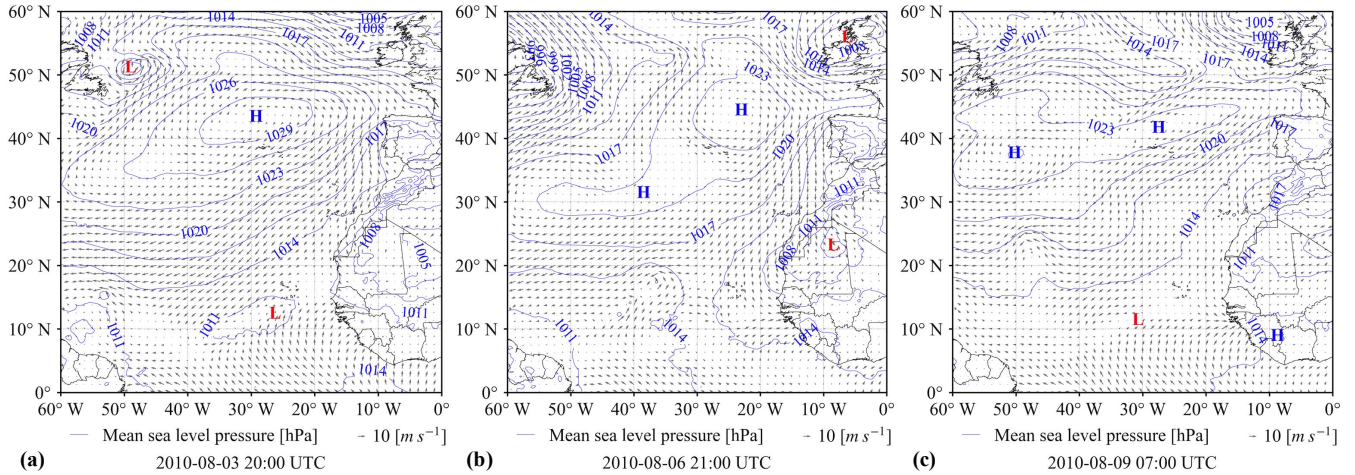 60° N
50° N
40° N
30° N
20° N
10° N
0°
60° W 50° W 40° W 30° W 20° W 10° W 0°
1008
1011
1014
1017
1011
1005
1008
L
1026
H
1029
1020
1017
1023
1020
1014
1008
1005
1011
L
1011
1011
1014
Mean sea level pressure [hPa]
10 [m s⁻¹]
(a)
2010-08-03 20:00 UTC
60° N
50° N
40° N
30° N
20° N
10° N
0°
60° W 50° W 40° W 30° W 20° W 10° W 0°
996
999
1005
1008
1011
1017
L
1008
1014
1023
H
1020
1017
H
1011
1017
1011
L
1008
1011
1014
1014
Mean sea level pressure [hPa]
10 [m s⁻¹]
(b)
2010-08-06 21:00 UTC
60° N
50° N
40° N
30° N
20° N
10° N
0°
60° W 50° W 40° W 30° W 20° W 10° W 0°
1008
1011
1014
1017
1005
1008
1011
1017
1023
H
H
1020
1017
1017
1014
1011
L
1014
H
Mean sea level pressure [hPa]
10 [m s⁻¹]
(c)
2010-08-09 07:00 UTC